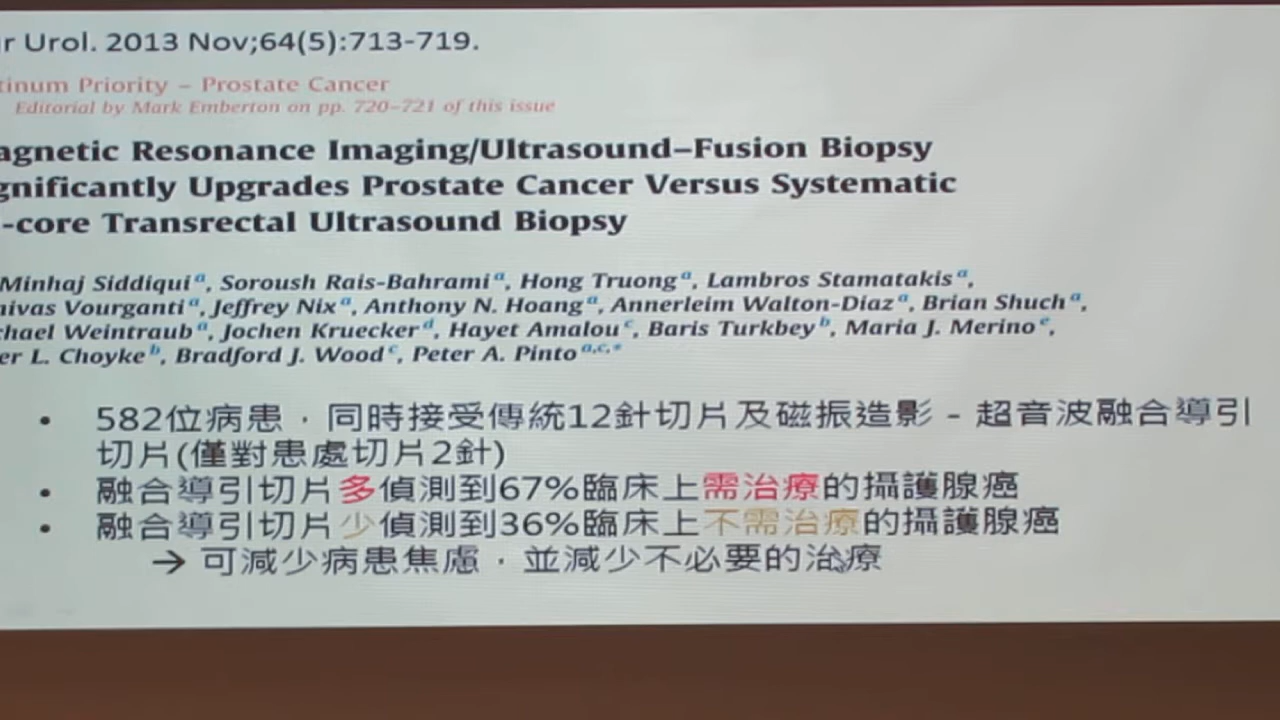 r Urol. 2013 Nov;64(5):713-719.
tinum Priority – Prostate Cancer
Editorial by Mark Emberton on pp. 720–721 of this issue
agnetic Resonance Imaging/Ultrasound–Fusion Biopsy
gnificantly Upgrades Prostate Cancer Versus Systematic
-core Transrectal Ultrasound Biopsy
Minhaj Siddiqui a, Soroush Rais-Bahrami a, Hong Truong a, Lambros Stamatakis a,
nivas Vourganti a, Jeffrey Nix a, Anthony N. Hoang a, Annerleim Walton-Diaz a, Brian Shuch a,
chael Weintraub a, Jochen Kruecker d, Hayet Amalou c, Baris Turkbey b, Maria J. Merino e,
er L. Choyke b, Bradford J. Wood c, Peter A. Pinto a,c,*
• 582位病患，同時接受傳統12針切片及磁振造影 – 超音波融合導引
切片(僅對患處切片2針)
• 融合導引切片多偵測到67%臨床上需治療的攝護腺癌
• 融合導引切片少偵測到36%臨床上不需治療的攝護腺癌
→ 可減少病患焦慮，並減少不必要的治療